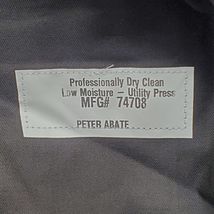 Professionally Dry Clean
Low Moisture – Utility Press
MFG# 74708
PETER ABATE